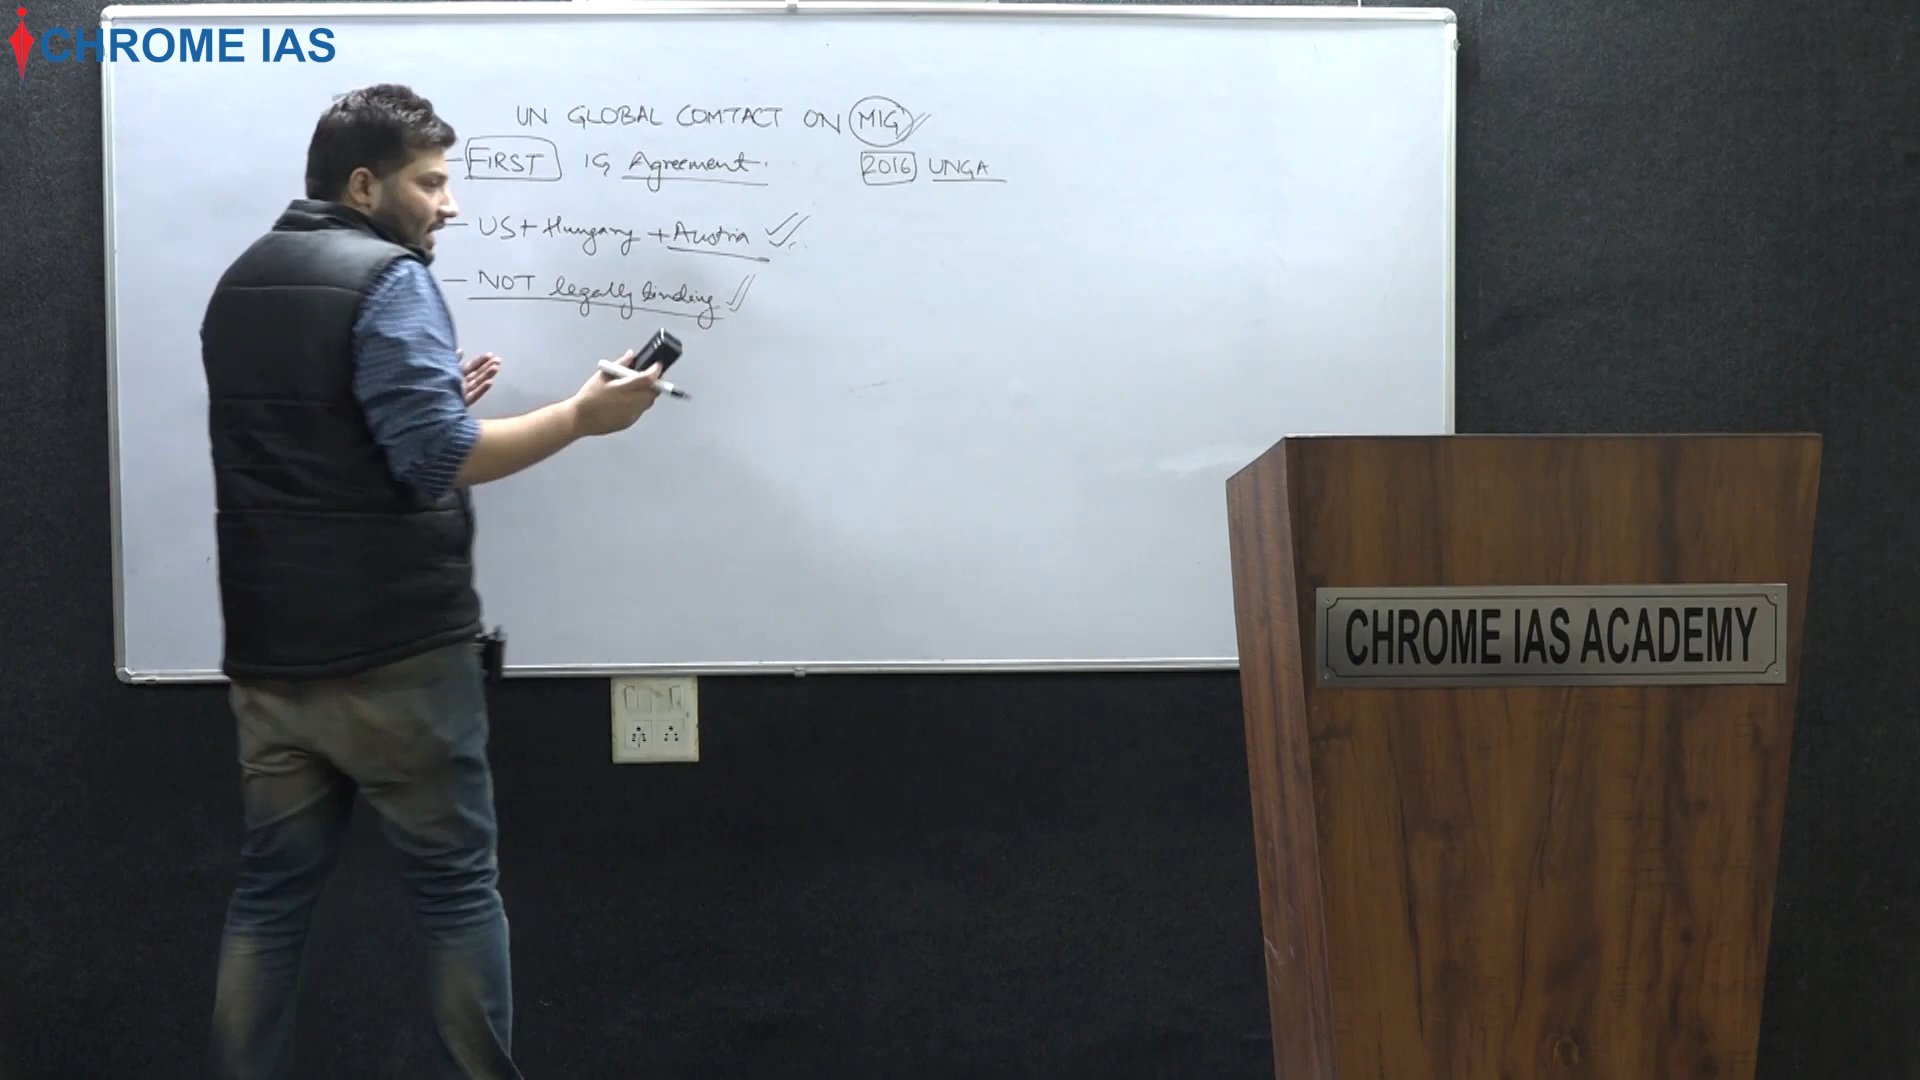 CHROME IAS
UN GLOBAL COMTACT ON MIG
- FIRST IG Agreement. 2016 UNGA
- US + Hungary + Austria
- NOT legally binding
CHROME IAS ACADEMY